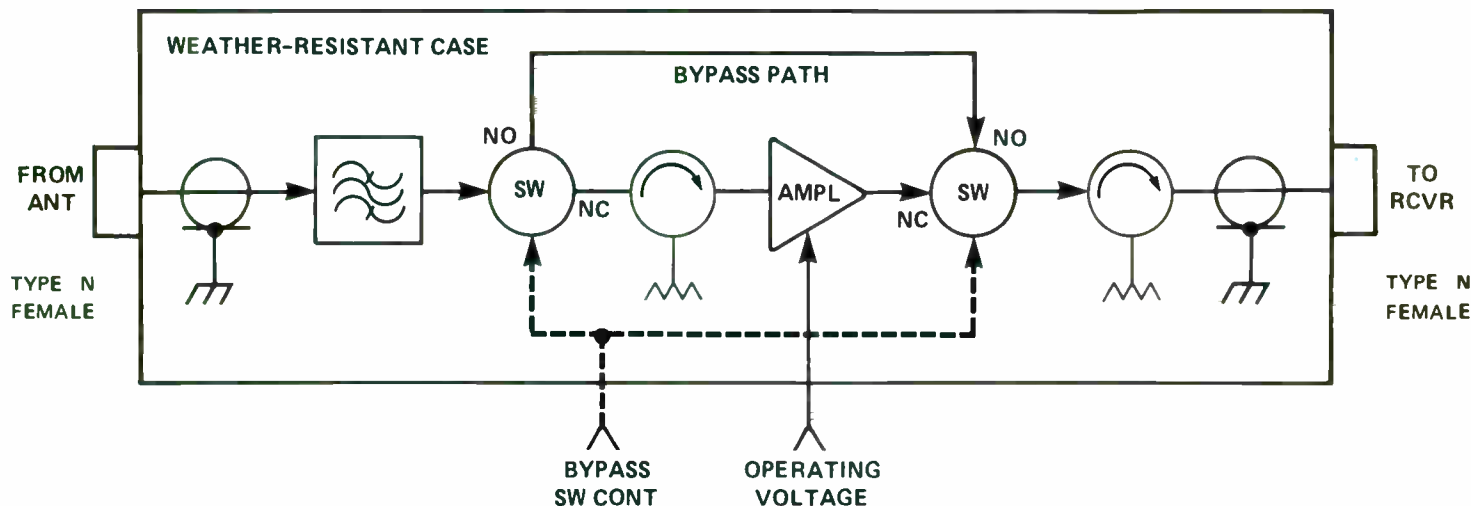 WEATHER-RESISTANT CASE
BYPASS PATH
FROM
ANT
TYPE N
FEMALE
NO
SW
NC
AMPL
NO
NC
SW
TO
RCVR
TYPE N
FEMALE
BYPASS
SW CONT
OPERATING
VOLTAGE